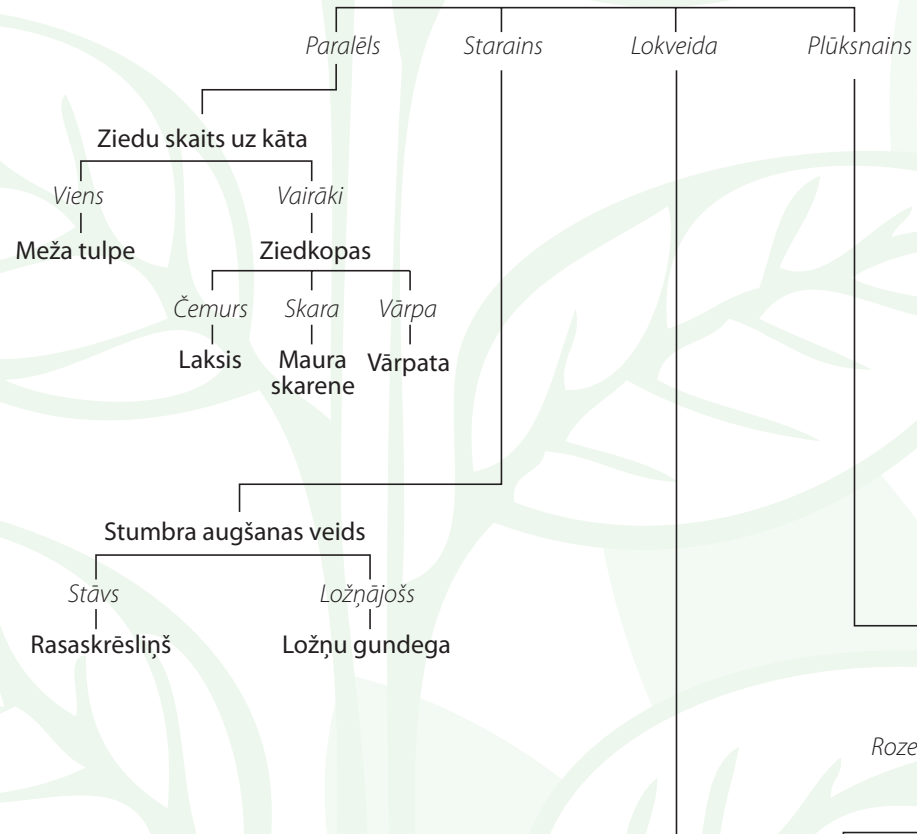 Paralēls Starains Lokveida Plūksnains
Ziedu skaits uz kāta
Viens Vairāki
Meža tulpe Ziedkopas
Čemurs Skara Vārpa
Laksis Maura skarene Vārpata
Stumbra augšanas veids
Stāvs Ložņājošs
Rasaskrēsliņš Ložņu gundega